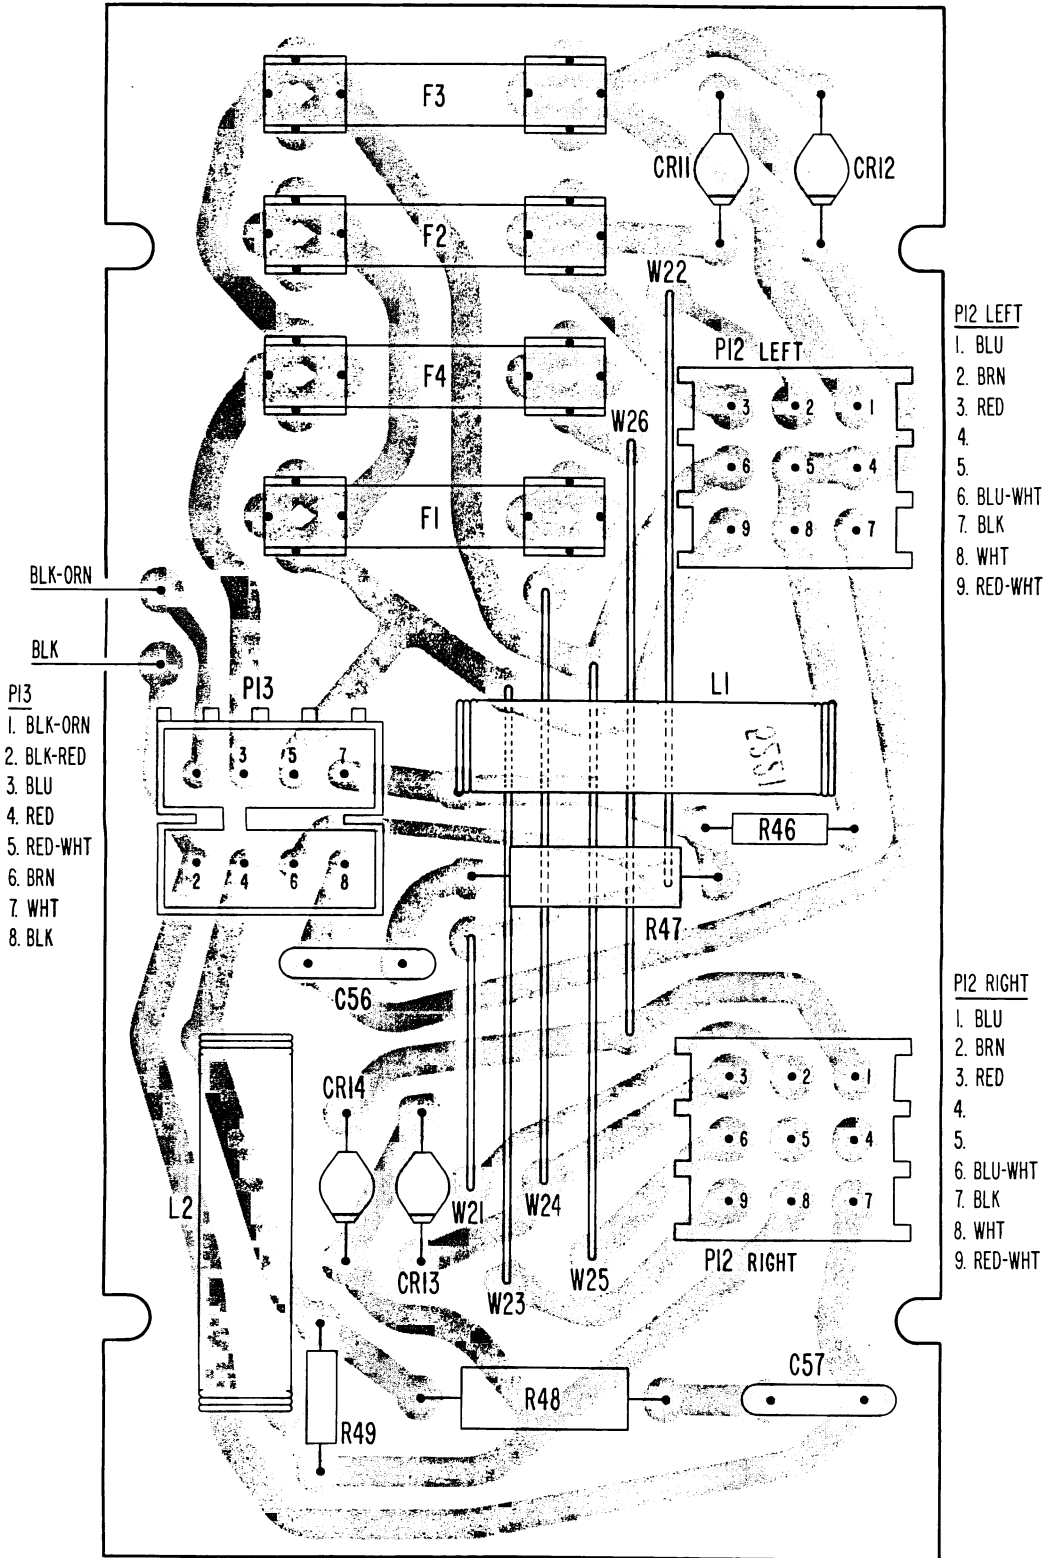 F3
CR11
CR12
F2
W22
P12 LEFT
1. BLU
2. BRN
3. RED
4.
5.
6. BLU-WHT
7. BLK
8. WHT
9. RED-WHT
P12 LEFT
3 2 1
6 5 4
9 8 7
F4
W26
F1
BLK-ORN
BLK
P13
1. BLK-ORN
2. BLK-RED
3. BLU
4. RED
5. RED-WHT
6. BRN
7. WHT
8. BLK
P13
3 5 7
2 4 6 8
L1
R46
R47
C56
P12 RIGHT
1. BLU
2. BRN
3. RED
4.
5.
6. BLU-WHT
7. BLK
8. WHT
9. RED-WHT
3 2 1
6 5 4
9 8 7
P12 RIGHT
CR14
CR13
L2
W21
W24
W23
W25
C57
R48
R49